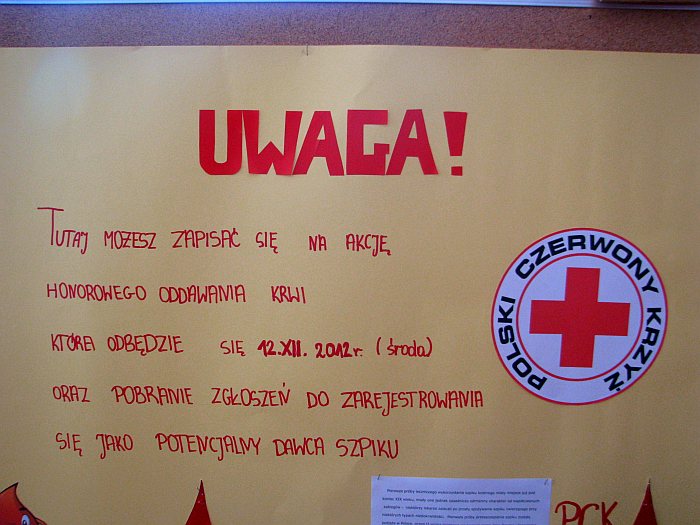 UWAGA!
TUTAJ MOŻESZ ZAPISAĆ SIĘ NA AKCJĘ
HONOROWEGO ODDAWANIA KRWI
KTÓRA ODBĘDZIE SIĘ 12.XII. 2012r. (środa)
ORAZ POBRANIE ZGŁOSZEŃ DO ZAREJESTROWANIA
SIĘ JAKO POTENCJALNY DAWCA SZPIKU
POLSKI CZERWONY KRZYŻ
PCK